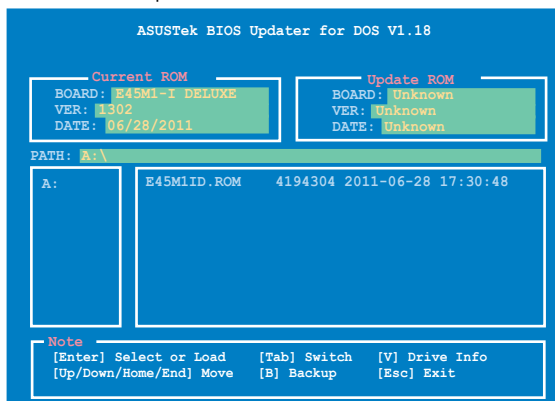 ASUSTek BIOS Updater for DOS V1.18
Current ROM
BOARD: E45M1-I DELUXE
VER: 1302
DATE: 06/28/2011
Update ROM
BOARD: Unknown
VER: Unknown
DATE: Unknown
PATH: A:\
A:
E45M1ID.ROM 4194304 2011-06-28 17:30:48
Note
[Enter] Select or Load [Tab] Switch [V] Drive Info
[Up/Down/Home/End] Move [B] Backup [Esc] Exit